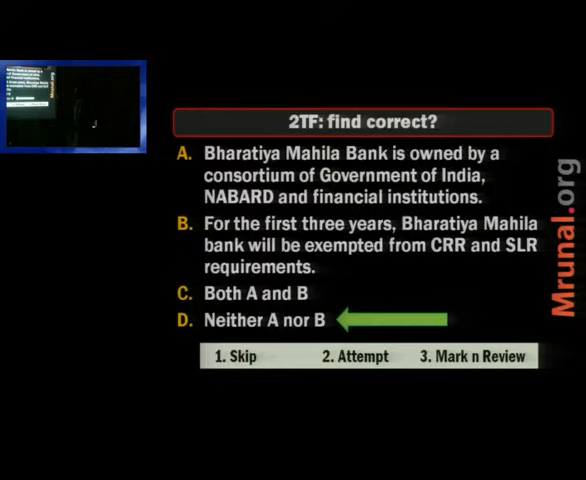 2TF: find correct?
A. Bharatiya Mahila Bank is owned by a
consortium of Government of India,
NABARD and financial institutions.
B. For the first three years, Bharatiya Mahila
bank will be exempted from CRR and SLR
requirements.
C. Both A and B
D. Neither A nor B
1. Skip 2. Attempt 3. Mark n Review
Mrunal.org